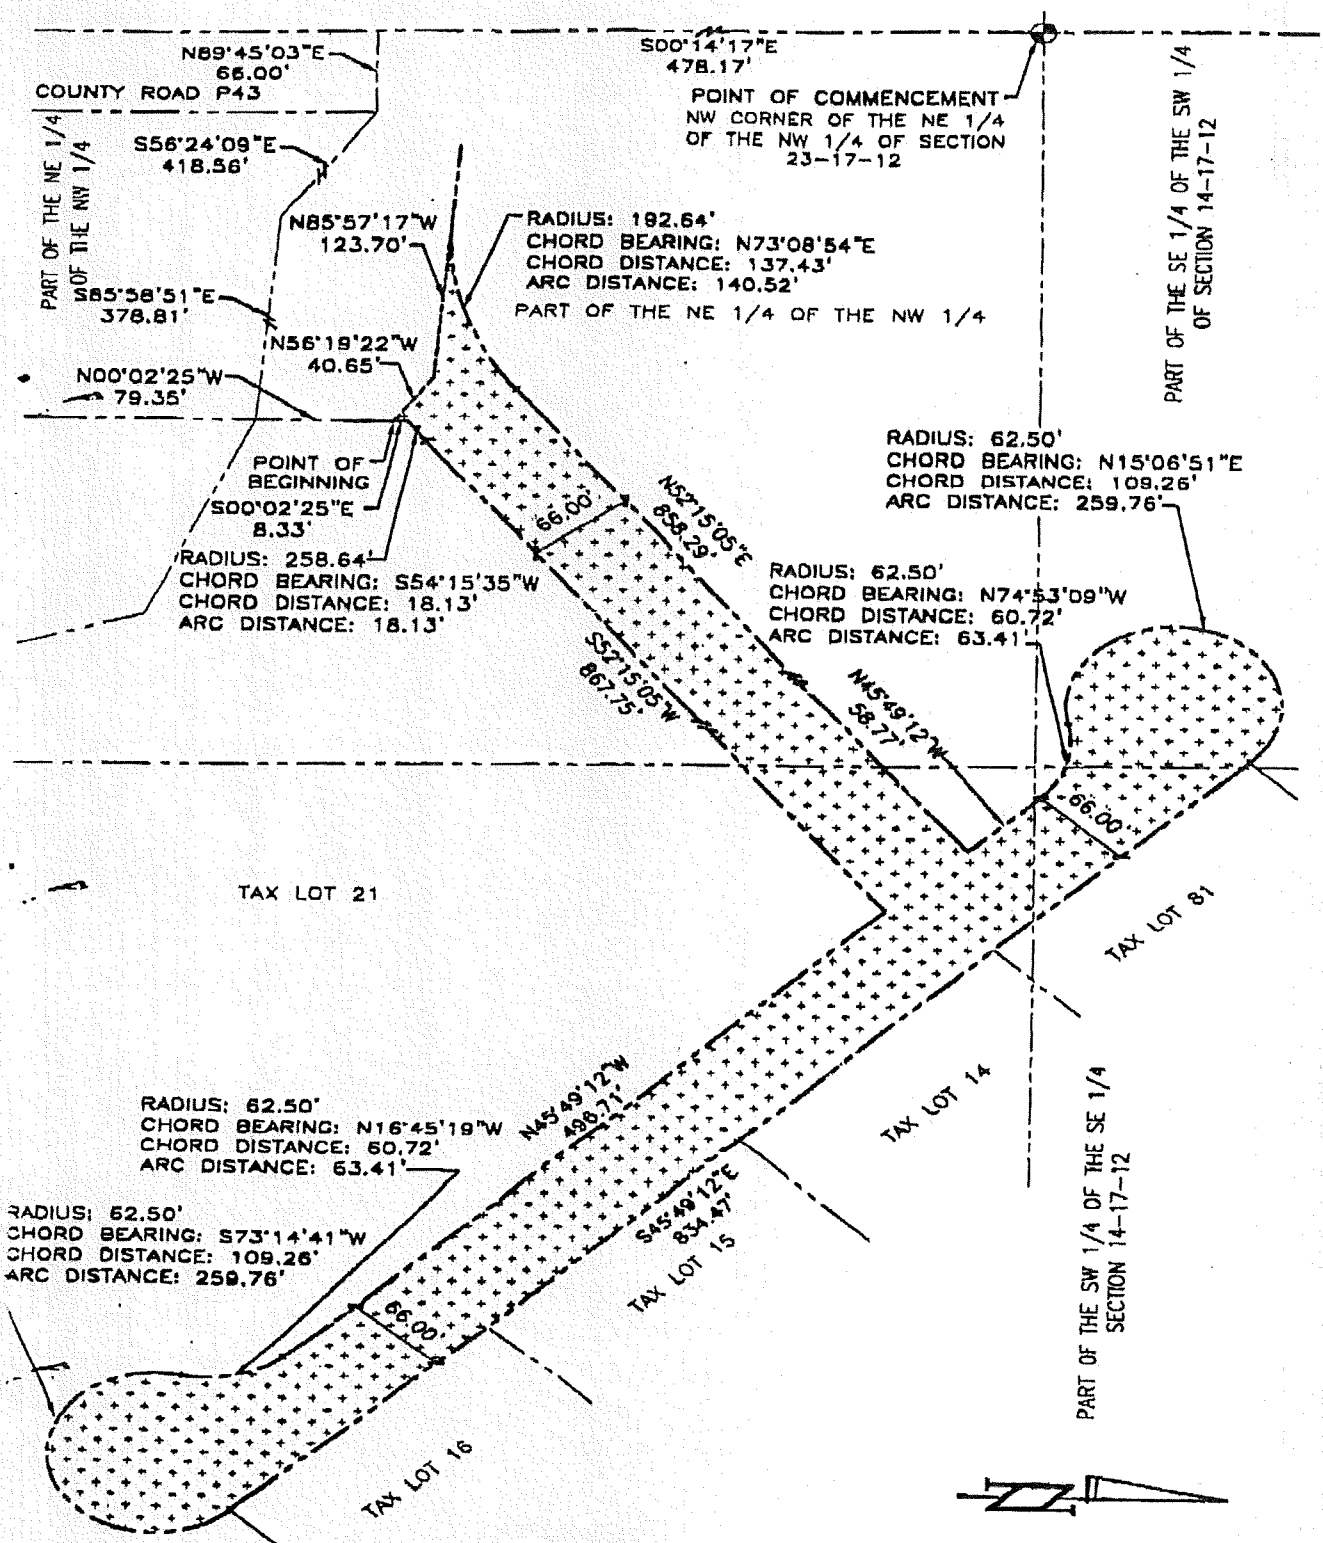 N89°45'03"E
66.00'
COUNTY ROAD P43
S00°14'17"E
478.17'
POINT OF COMMENCEMENT
NW CORNER OF THE NE 1/4
OF THE NW 1/4 OF SECTION
23-17-12
PART OF THE NE 1/4
OF THE NW 1/4
S56°24'09"E
418.56'
PART OF THE SE 1/4 OF THE SW 1/4
OF SECTION 14-17-12
N85°57'17"W
123.70'
RADIUS: 192.64'
CHORD BEARING: N73°08'54"E
CHORD DISTANCE: 137.43'
ARC DISTANCE: 140.52'
PART OF THE NE 1/4 OF THE NW 1/4
S85°58'51"E
378.81'
N56°19'22"W
40.65'
N00°02'25"W
79.35'
POINT OF
BEGINNING
S00°02'25"E
8.33'
RADIUS: 258.64'
CHORD BEARING: S54°15'35"W
CHORD DISTANCE: 18.13'
ARC DISTANCE: 18.13'
66.00'
N52°15'05"E
858.29'
RADIUS: 62.50'
CHORD BEARING: N15°06'51"E
CHORD DISTANCE: 109.26'
ARC DISTANCE: 259.76'
RADIUS: 62.50'
CHORD BEARING: N74°53'09"W
CHORD DISTANCE: 60.72'
ARC DISTANCE: 63.41'
S52°15'05"W
867.75'
N45°49'12"W
58.77'
66.00'
TAX LOT 21
TAX LOT 81
N45°49'12"W
498.71'
TAX LOT 14
RADIUS: 62.50'
CHORD BEARING: N16°45'19"W
CHORD DISTANCE: 60.72'
ARC DISTANCE: 63.41'
S45°49'12"E
834.47'
TAX LOT 15
RADIUS: 62.50'
CHORD BEARING: S73°14'41"W
CHORD DISTANCE: 109.26'
ARC DISTANCE: 259.76'
66.00'
PART OF THE SW 1/4 OF THE SE 1/4
SECTION 14-17-12
TAX LOT 16